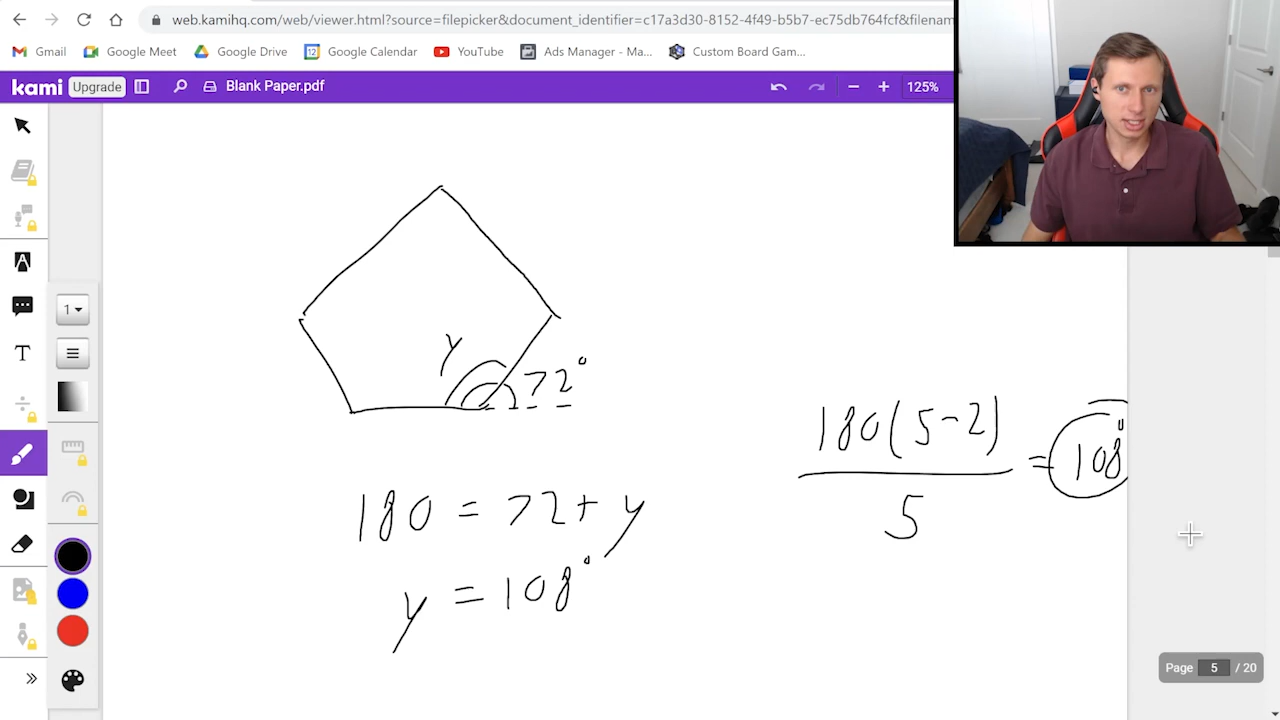 web.kamihq.com/web/viewer.html?source=filepicker&document_identifier=c17a3d30-8152-4f49-b5b7-ec75db764fcf&filenam
Gmail Google Meet Google Drive Google Calendar YouTube Ads Manager - Ma... Custom Board Gam...
kami Upgrade Blank Paper.pdf 125%
1
T
y
72°
180(5-2)
= 108°
5
180 = 72 + y
y = 108°
Page 5 / 20